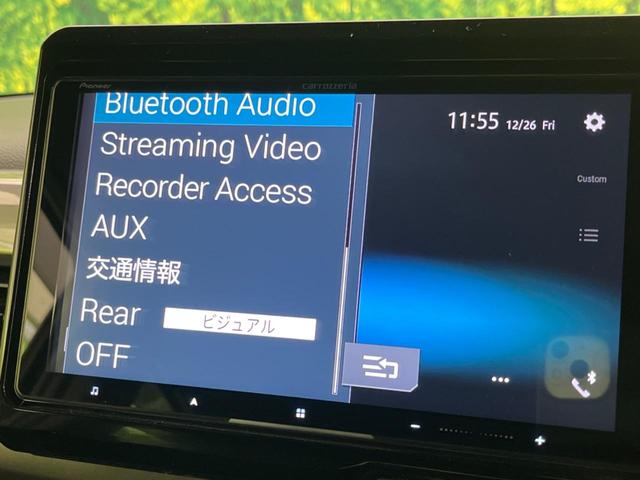 Pioneer
carrozzeria
Bluetooth Audio
Streaming Video
Recorder Access
AUX
交通情報
Rear
ビジュアル
OFF
11:55 12/26 Fri
Custom